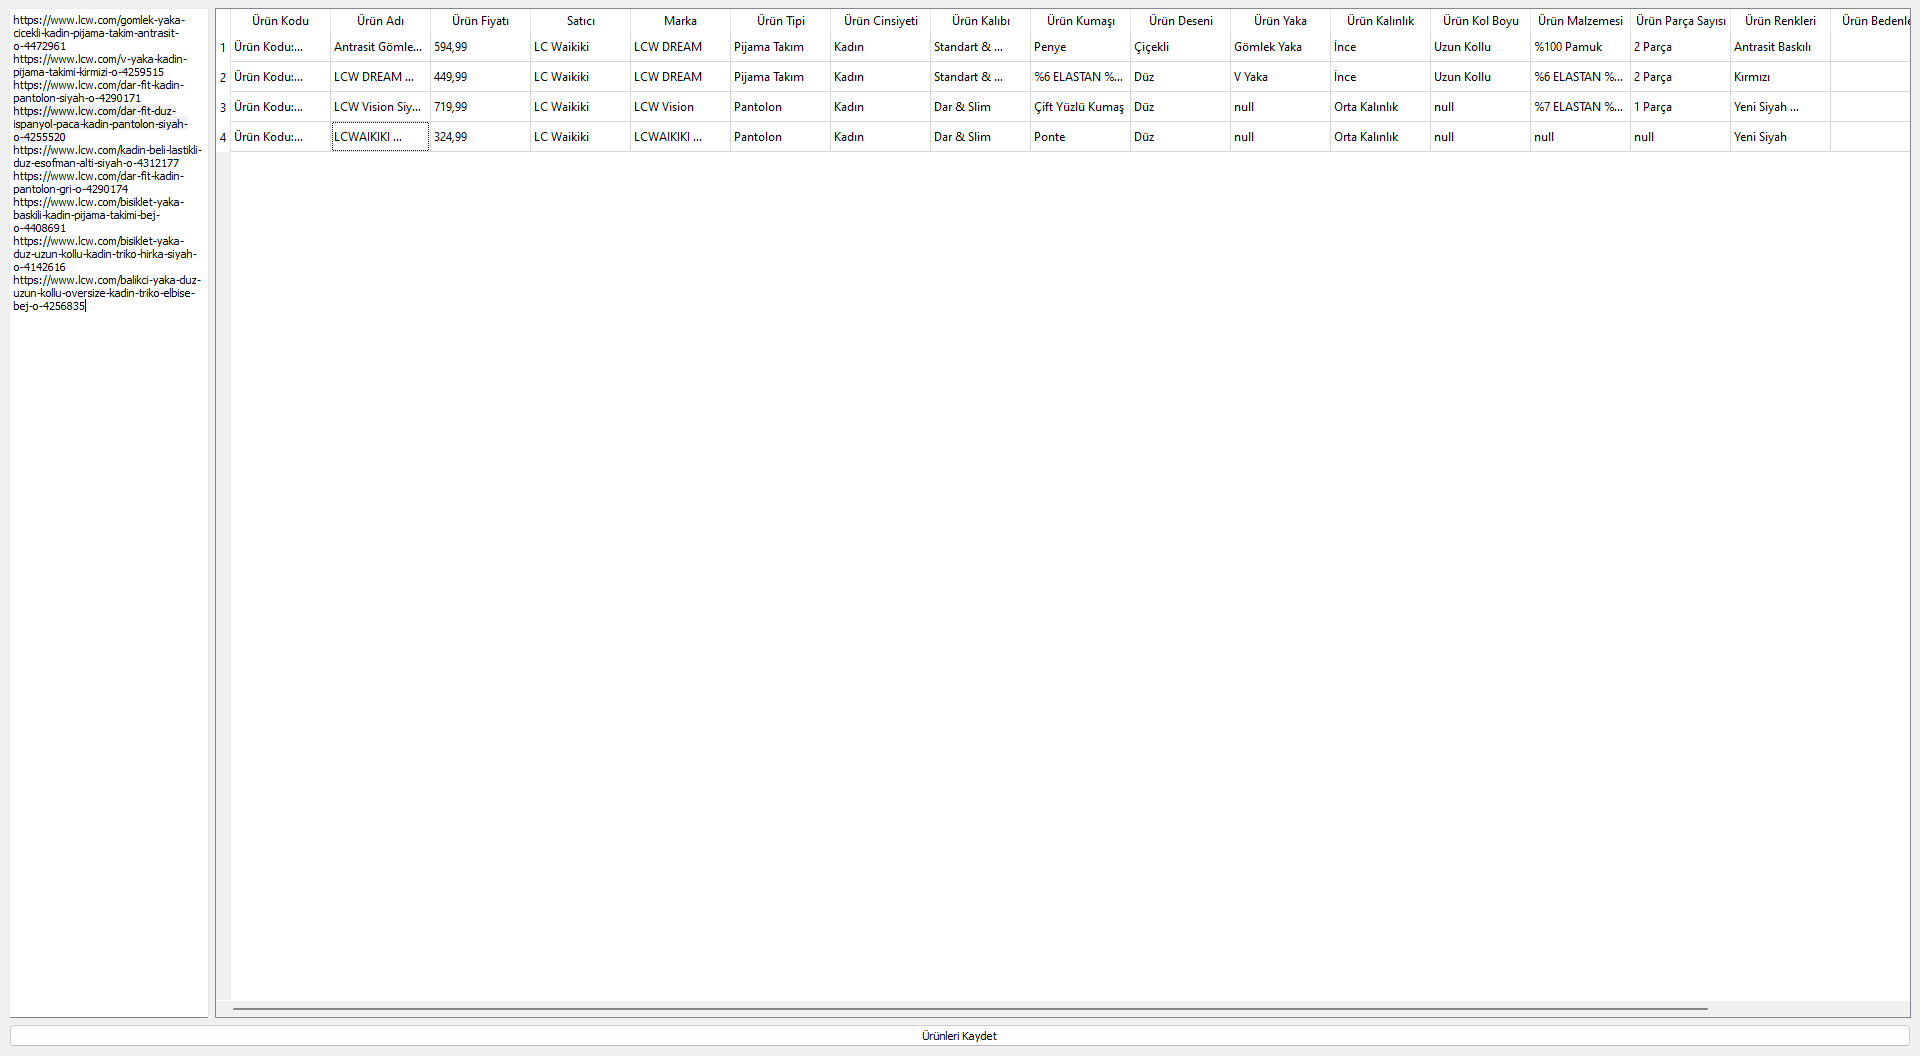 https://www.lcw.com/gomlek-yaka-
cicekli-kadin-pijama-takim-antrasit-
o-4472961
https://www.lcw.com/v-yaka-kadin-
pijama-takimi-kirmizi-o-4259515
https://www.lcw.com/dar-fit-kadin-
pantolon-siyah-o-4290171
https://www.lcw.com/dar-fit-duz-
ispanyol-paca-kadin-pantolon-siyah-
o-4255520
https://www.lcw.com/kadin-beli-lastikli-
duz-esofman-alti-siyah-o-4312177
https://www.lcw.com/dar-fit-kadin-
pantolon-gri-o-4290174
https://www.lcw.com/bisiklet-yaka-
baskili-kadin-pijama-takimi-bej-
o-4408691
https://www.lcw.com/bisiklet-yaka-
duz-uzun-kollu-kadin-triko-hirka-siyah-
o-4142616
https://www.lcw.com/balikci-yaka-duz-
uzun-kollu-oversize-kadin-triko-elbise-
bej-o-4256835
Ürün Kodu Ürün Adı Ürün Fiyatı Satıcı Marka Ürün Tipi Ürün Cinsiyeti Ürün Kalıbı Ürün Kumaşı Ürün Deseni Ürün Yaka Ürün Kalınlık Ürün Kol Boyu Ürün Malzemesi Ürün Parça Sayısı Ürün Renkleri Ürün Bedenle
1 Ürün Kodu:... Antrasit Gömle... 594,99 LC Waikiki LCW DREAM Pijama Takım Kadın Standart & ... Penye Çiçekli Gömlek Yaka İnce Uzun Kollu %100 Pamuk 2 Parça Antrasit Baskılı
2 Ürün Kodu:... LCW DREAM ... 449,99 LC Waikiki LCW DREAM Pijama Takım Kadın Standart & ... %6 ELASTAN %... Düz V Yaka İnce Uzun Kollu %6 ELASTAN %... 2 Parça Kırmızı
3 Ürün Kodu:... LCW Vision Siy... 719,99 LC Waikiki LCW Vision Pantolon Kadın Dar & Slim Çift Yüzlü Kumaş Düz null Orta Kalınlık null %7 ELASTAN %... 1 Parça Yeni Siyah ...
4 Ürün Kodu:... LCWAIKIKI ... 324,99 LC Waikiki LCWAIKIKI ... Pantolon Kadın Dar & Slim Ponte Düz null Orta Kalınlık null null null Yeni Siyah
Ürünleri Kaydet